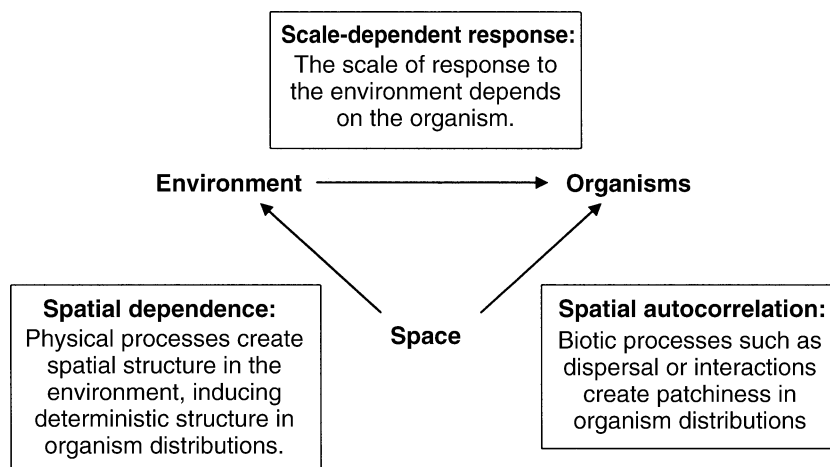 Scale-dependent response:
The scale of response to
the environment depends
on the organism.
Environment
Organisms
Spatial dependence:
Physical processes create
spatial structure in the
environment, inducing
deterministic structure in
organism distributions.
Space
Spatial autocorrelation:
Biotic processes such as
dispersal or interactions
create patchiness in
organism distributions